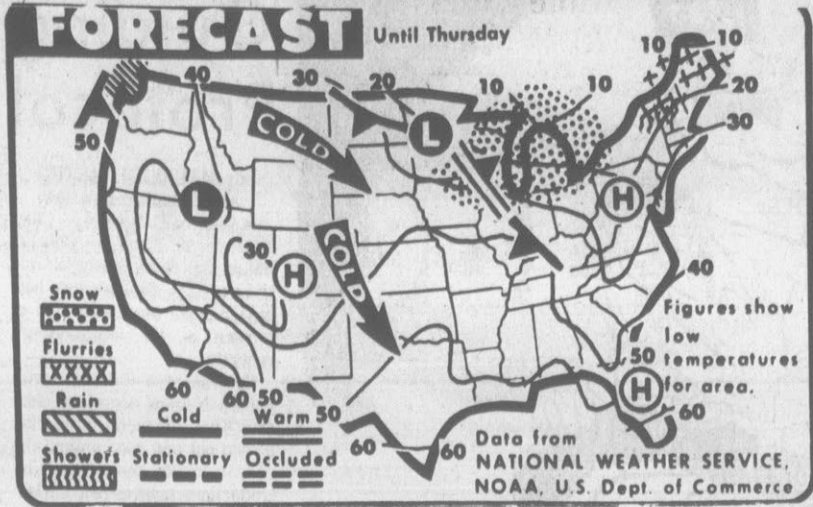 FORECAST Until Thursday
10 10
40 30 20 10 10
20
50 30
COLD
L
L
H
COLD
30 H
40
Snow
Figures show
low
50 temperatures
for area.
H
Flurries
60 60 50 50
60
Rain
Cold Warm
60 60
Showers Stationary Occluded
Data from
NATIONAL WEATHER SERVICE,
NOAA, U.S. Dept. of Commerce